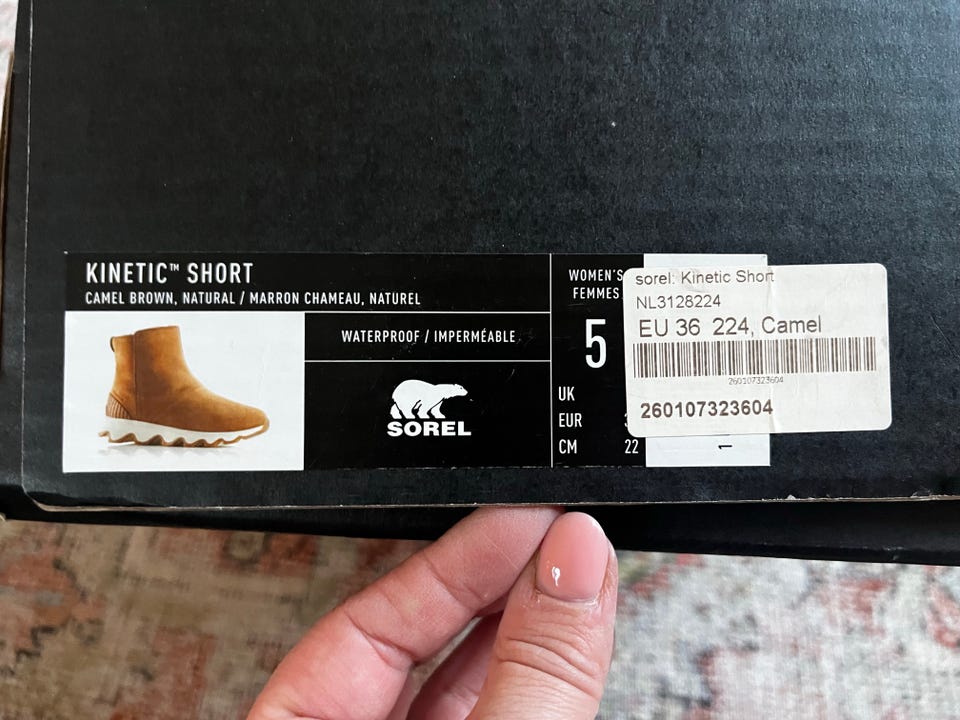 KINETIC™ SHORT
CAMEL BROWN, NATURAL / MARRON CHAMEAU, NATUREL
WATERPROOF / IMPERMÉABLE
SOREL
WOMEN'S
FEMMES
5
UK
EUR
CM 22
1
sorel: Kinetic Short
NL3128224
EU 36 224, Camel
260107323604
260107323604